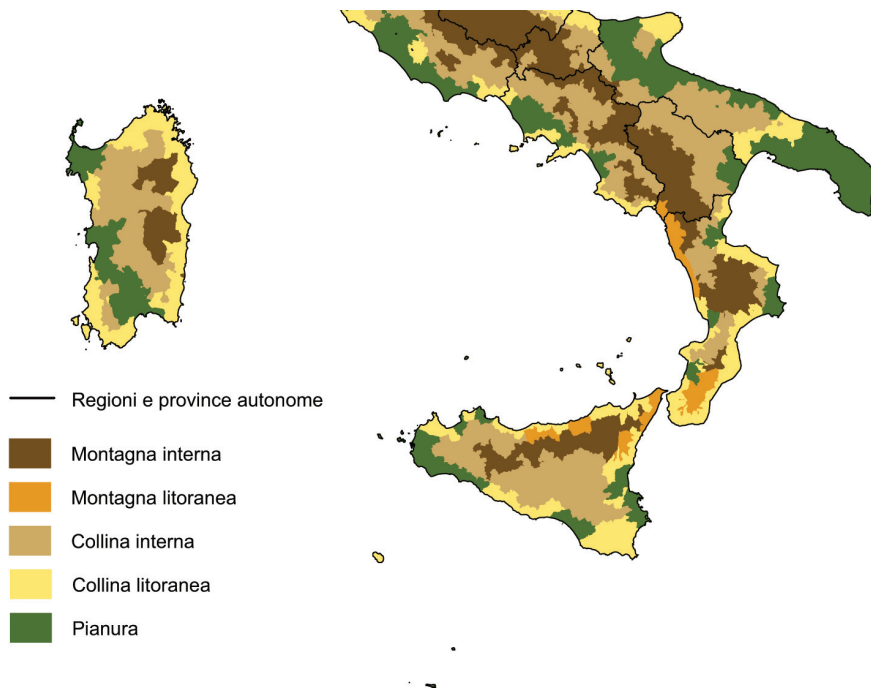 Regioni e province autonome
Montagna interna
Montagna litoranea
Collina interna
Collina litoranea
Pianura